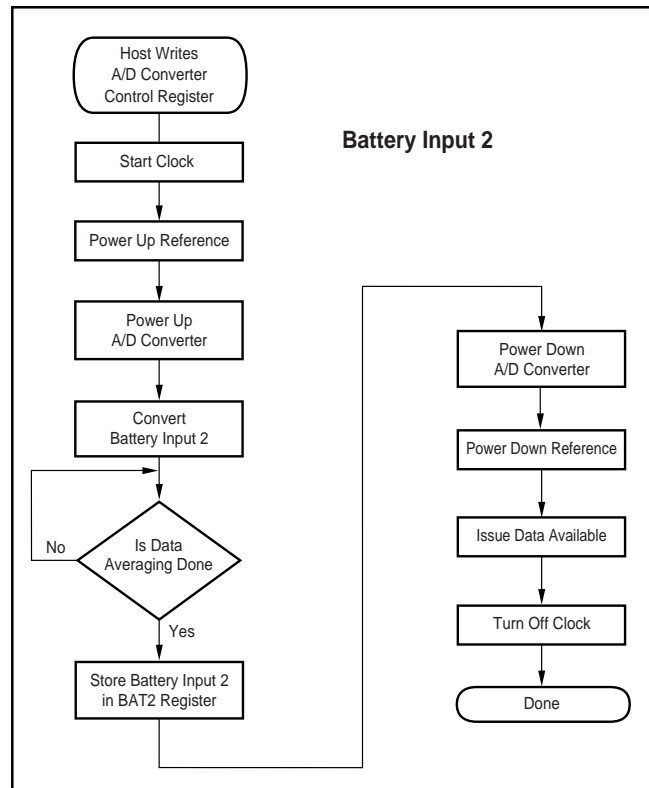 Host Writes
A/D Converter
Control Register
Battery Input 2
Start Clock
Power Up Reference
Power Up
A/D Converter
Convert
Battery Input 2
No
Is Data
Averaging Done
Yes
Store Battery Input 2
in BAT2 Register
Power Down
A/D Converter
Power Down Reference
Issue Data Available
Turn Off Clock
Done